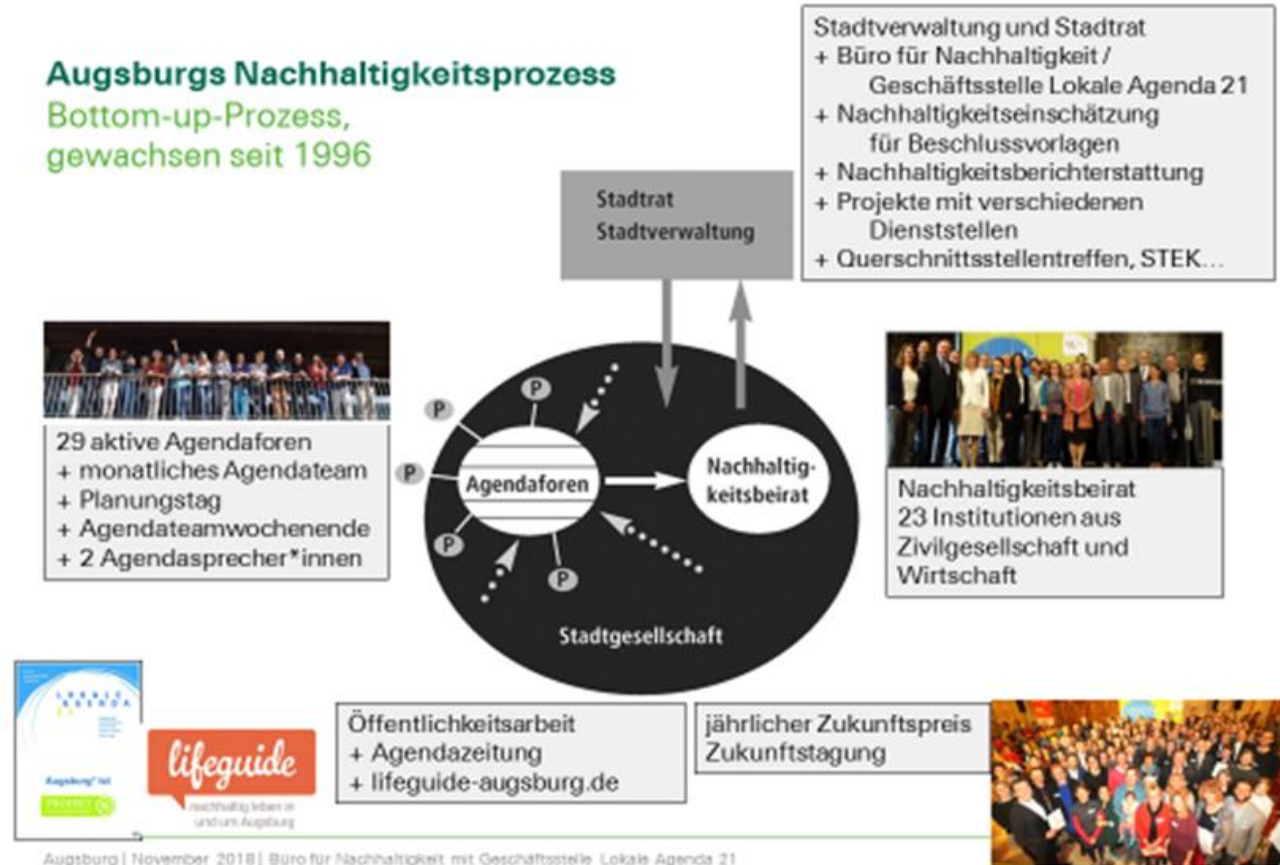 Augsburgs Nachhaltigkeitsprozess
Bottom-up-Prozess,
gewachsen seit 1996
Stadtverwaltung und Stadtrat
+ Büro für Nachhaltigkeit /
Geschäftsstelle Lokale Agenda 21
+ Nachhaltigkeitseinschätzung
für Beschlussvorlagen
+ Nachhaltigkeitsberichterstattung
+ Projekte mit verschiedenen
Dienststellen
+ Querschnittsstellentreffen, STEK...
Stadtrat
Stadtverwaltung
29 aktive Agendaforen
+ monatliches Agendateam
+ Planungstag
+ Agendateamwochenende
+ 2 Agendasprecher*innen
P
P
P
P
P
Agendaforen
Nachhaltig-
keitsbeirat
Stadtgesellschaft
Nachhaltigkeitsbeirat
23 Institutionen aus
Zivilgesellschaft und
Wirtschaft
LOKALE
AGENDA
21
lifeguide
nachhaltig leben in
und um Augsburg
Öffentlichkeitsarbeit
+ Agendazeitung
+ lifeguide-augsburg.de
jährlicher Zukunftspreis
Zukunftstagung
Augsburg | November 2018 | Büro für Nachhaltigkeit mit Geschäftsstelle Lokale Agenda 21